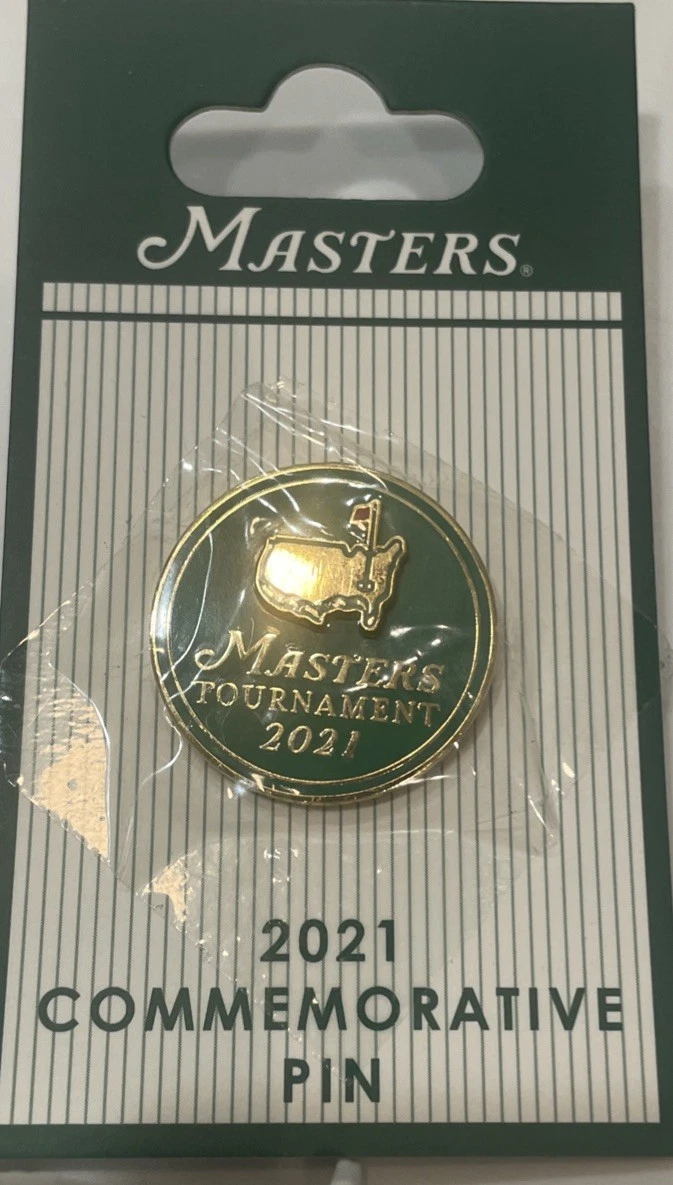 MASTERS®
MASTERS
TOURNAMENT
2021
2021
COMMEMORATIVE
PIN